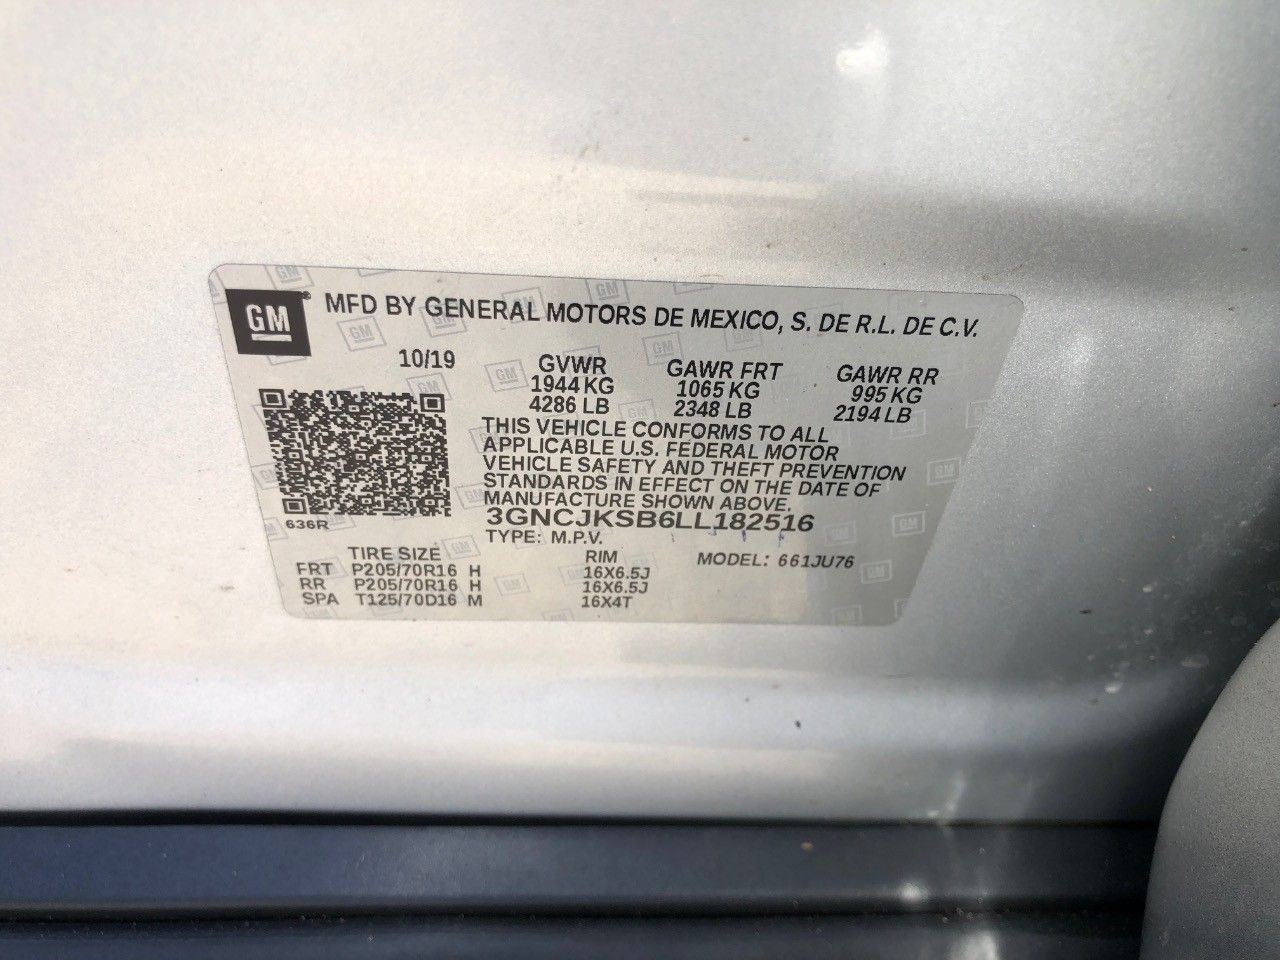 GM
MFD BY GENERAL MOTORS DE MEXICO, S. DE R.L. DE C.V.
10/19 GVWR GAWR FRT GAWR RR
1944 KG 1065 KG 995 KG
4286 LB 2348 LB 2194 LB
THIS VEHICLE CONFORMS TO ALL
APPLICABLE U.S. FEDERAL MOTOR
VEHICLE SAFETY AND THEFT PREVENTION
STANDARDS IN EFFECT ON THE DATE OF
MANUFACTURE SHOWN ABOVE.
636R 3GNCJKSB6LL182516
TYPE: M.P.V. MODEL: 661JU76
TIRE SIZE RIM
FRT P205/70R16 H 16X6.5J
RR P205/70R16 H 16X6.5J
SPA T125/70D16 M 16X4T